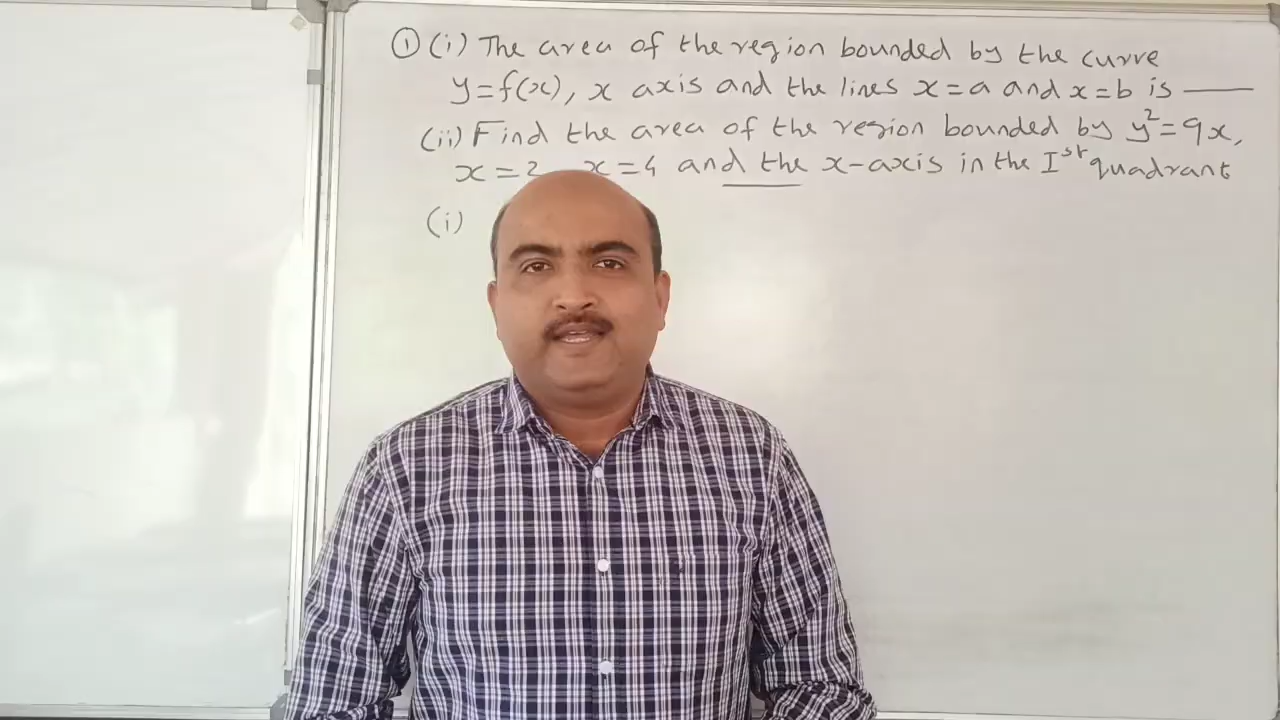 ① (i) The area of the region bounded by the curve
y=f(x), x axis and the lines x=a and x=b is ———
(ii) Find the area of the region bounded by y²=9x,
x=2 x=4 and the x-axis in the Iˢᵗ quadrant
(i)